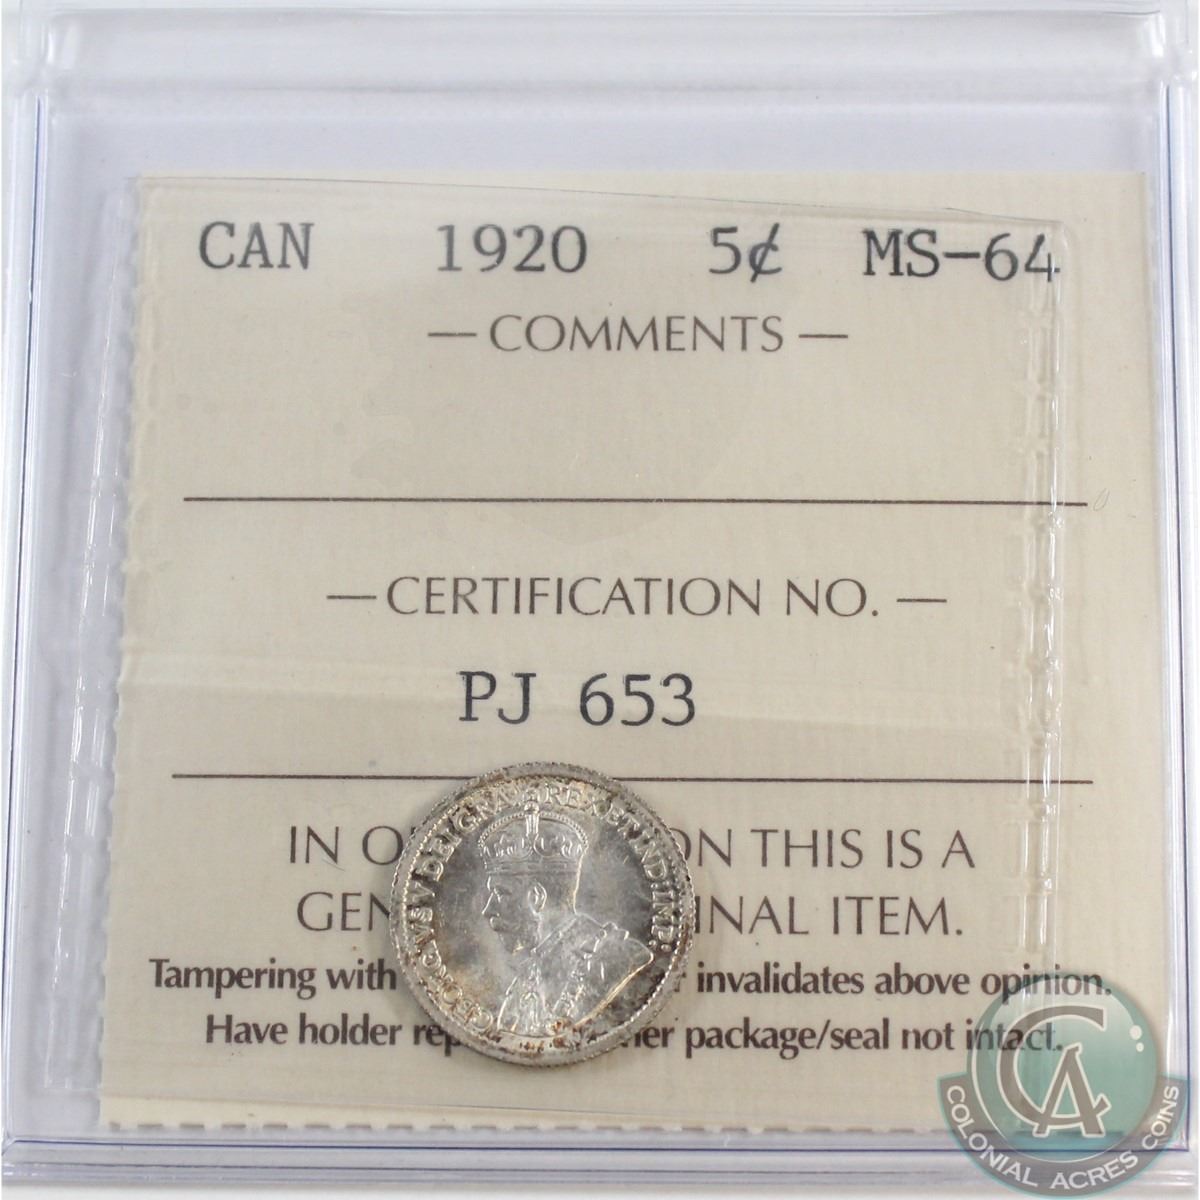 CAN 1920 5¢ MS-64
— COMMENTS —
— CERTIFICATION NO. —
PJ 653
IN O ON THIS IS A
GEN INAL ITEM.
Tampering with r invalidates above opinion.
Have holder rep her package/seal not intact.
GEORGIVS V DEI GRA: REX ET IND: IMP:
CA
COLONIAL ACRES COINS